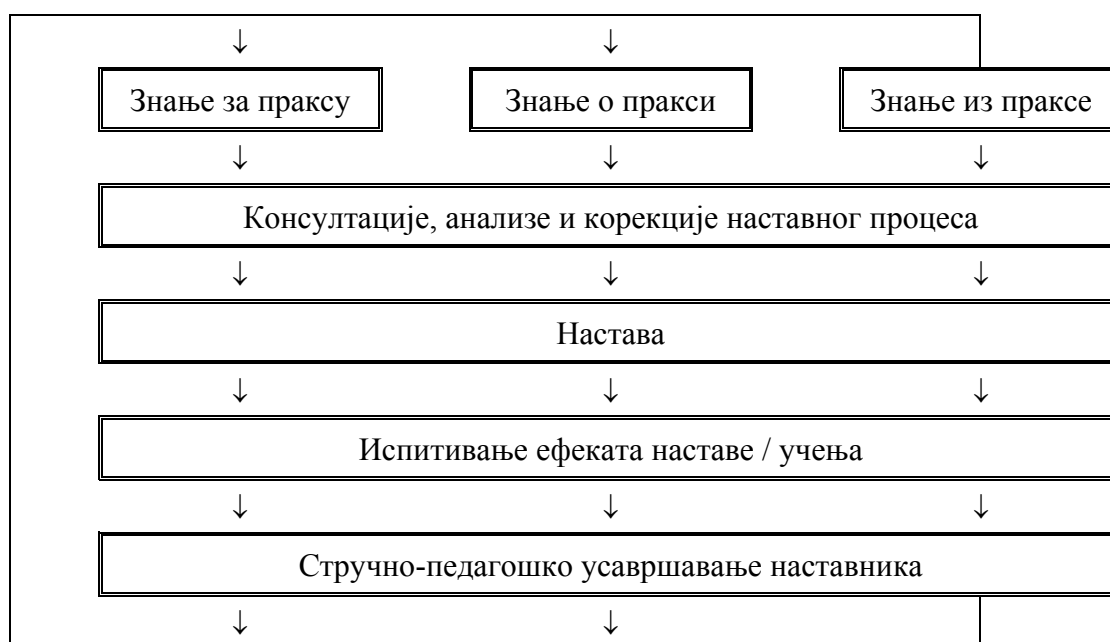 Знање за праксу Знање о пракси Знање из праксе
Консултације, анализе и корекције наставног процеса
Настава
Испитивање ефеката наставе / учења
Стручно-педагошко усавршавање наставника